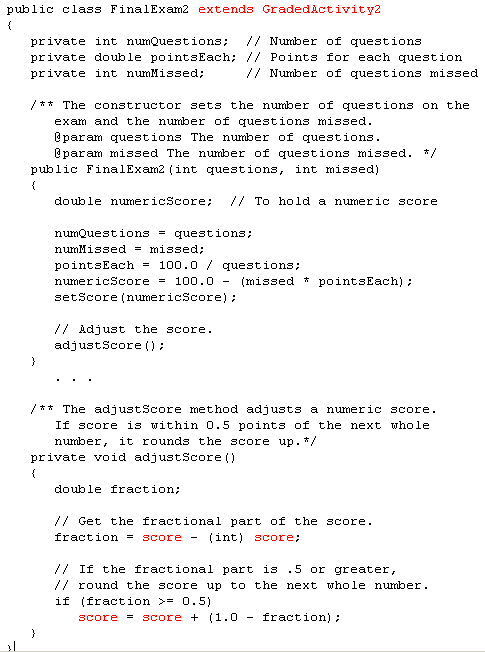 public class FinalExam2 extends GradedActivity2
{
private int numQuestions; // Number of questions
private double pointsEach; // Points for each question
private int numMissed; // Number of questions missed
/** The constructor sets the number of questions on the
exam and the number of questions missed.
@param questions The number of questions.
@param missed The number of questions missed. */
public FinalExam2(int questions, int missed)
{
double numericScore; // To hold a numeric score
numQuestions = questions;
numMissed = missed;
pointsEach = 100.0 / questions;
numericScore = 100.0 - (missed * pointsEach);
setScore(numericScore);
// Adjust the score.
adjustScore();
}
. . .
/** The adjustScore method adjusts a numeric score.
If score is within 0.5 points of the next whole
number, it rounds the score up.*/
private void adjustScore()
{
double fraction;
// Get the fractional part of the score.
fraction = score - (int) score;
// If the fractional part is .5 or greater,
// round the score up to the next whole number.
if (fraction >= 0.5)
score = score + (1.0 - fraction);
}
}